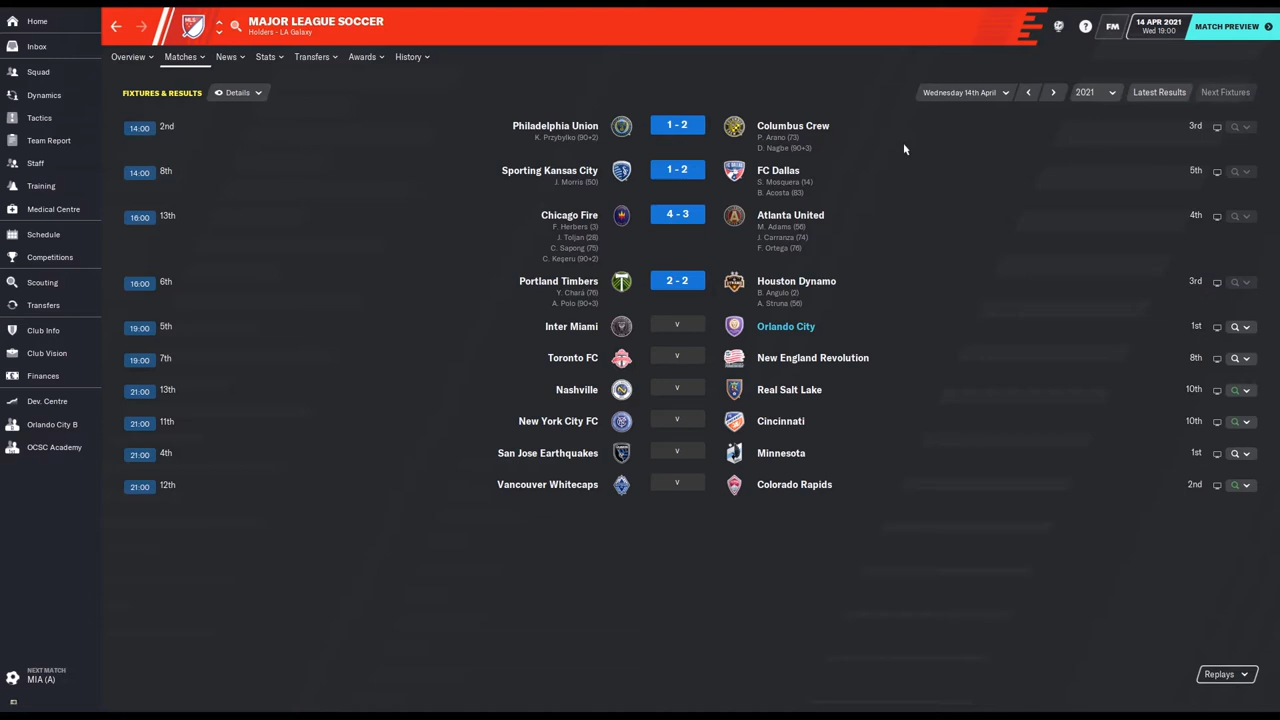 Home
MAJOR LEAGUE SOCCER
Holders - LA Galaxy
FM
14 APR 2021
Wed 19:00
MATCH PREVIEW
Inbox
Squad
Dynamics
Tactics
Team Report
Staff
Training
Medical Centre
Schedule
Competitions
Scouting
Transfers
Club Info
Club Vision
Finances
Dev. Centre
Orlando City B
OCSC Academy
NEXT MATCH
MIA (A)
Overview
Matches
News
Stats
Transfers
Awards
History
FIXTURES & RESULTS
Details
Wednesday 14th April
2021
Latest Results
Next Fixtures
14:00 2nd Philadelphia Union 1 - 2 Columbus Crew 3rd
K. Przybyłko (90+2) P. Arano (73)
D. Nagbe (90+3)
14:00 8th Sporting Kansas City 1 - 2 FC Dallas 5th
J. Morris (50) S. Mosquera (14)
B. Acosta (83)
16:00 13th Chicago Fire 4 - 3 Atlanta United 4th
F. Herbers (3) M. Adams (56)
J. Toljan (28) J. Carranza (74)
C. Sapong (75) F. Ortega (76)
C. Keșeru (90+2)
16:00 6th Portland Timbers 2 - 2 Houston Dynamo 3rd
Y. Chará (76) B. Angulo (2)
A. Polo (90+3) A. Struna (56)
19:00 5th Inter Miami v Orlando City 1st
19:00 7th Toronto FC v New England Revolution 8th
21:00 13th Nashville v Real Salt Lake 10th
21:00 11th New York City FC v Cincinnati 10th
21:00 4th San Jose Earthquakes v Minnesota 1st
21:00 12th Vancouver Whitecaps v Colorado Rapids 2nd
Replays